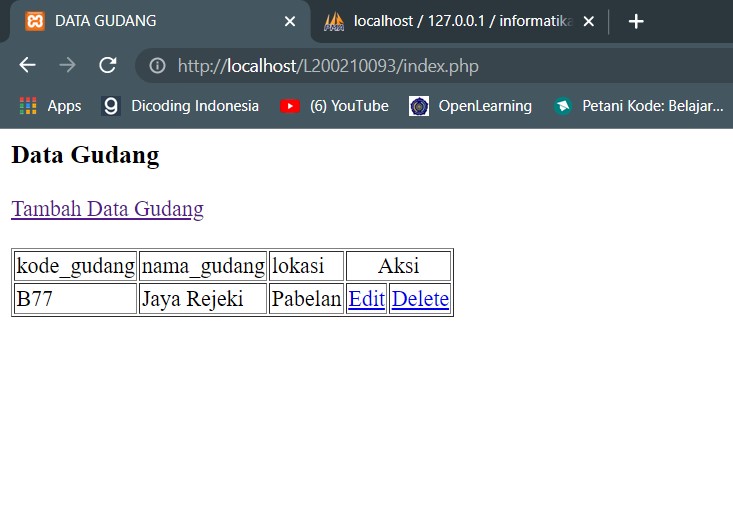 DATA GUDANG
localhost / 127.0.0.1 / informatika
http://localhost/L200210093/index.php
Apps Dicoding Indonesia (6) YouTube OpenLearning Petani Kode: Belajar...
Data Gudang
Tambah Data Gudang
kode_gudang nama_gudang lokasi Aksi
B77 Jaya Rejeki Pabelan Edit Delete